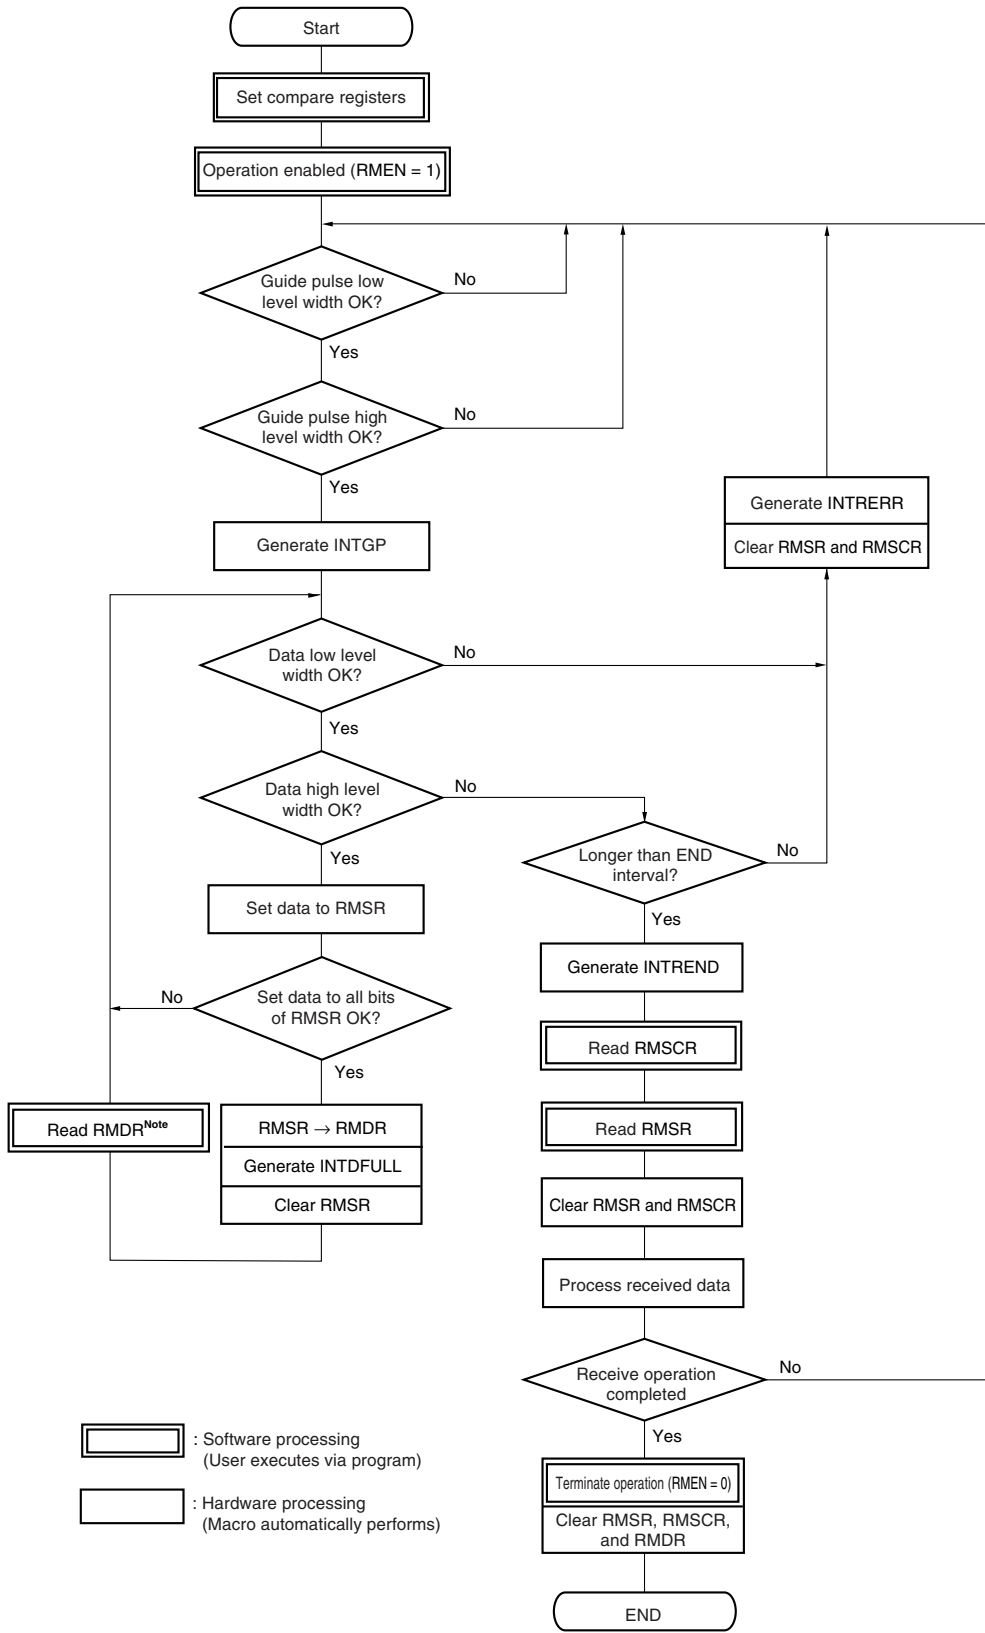 Start
Set compare registers
Operation enabled (RMEN = 1)
Guide pulse low
level width OK?
No
Yes
Guide pulse high
level width OK?
No
Yes
Generate INTGP
Generate INTRERR
Clear RMSR and RMSCR
Data low level
width OK?
No
Yes
Data high level
width OK?
No
Yes
Longer than END
interval?
No
Yes
Set data to RMSR
Set data to all bits
of RMSR OK?
No
Yes
Read RMDRNote
RMSR → RMDR
Generate INTDFULL
Clear RMSR
Generate INTREND
Read RMSCR
Read RMSR
Clear RMSR and RMSCR
Process received data
Receive operation
completed
No
Yes
Terminate operation (RMEN = 0)
Clear RMSR, RMSCR,
and RMDR
END
: Software processing
(User executes via program)
: Hardware processing
(Macro automatically performs)